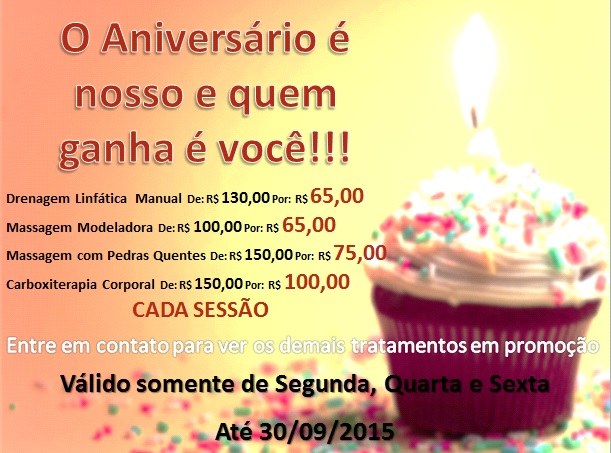 O Aniversário é
nosso e quem
ganha é você!!!
Drenagem Linfática Manual De: R$ 130,00 Por: R$ 65,00
Massagem Modeladora De: R$ 100,00 Por: R$ 65,00
Massagem com Pedras Quentes De: R$ 150,00 Por: R$ 75,00
Carboxiterapia Corporal De: R$ 150,00 Por: R$ 100,00
CADA SESSÃO
Entre em contato para ver os demais tratamentos em promoção
Válido somente de Segunda, Quarta e Sexta
Até 30/09/2015